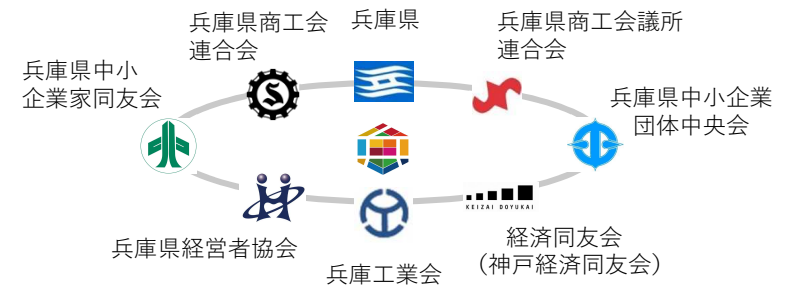 兵庫県商工会
連合会
兵庫県
兵庫県商工会議所
連合会
兵庫県中小
企業家同友会
兵庫県中小企業
団体中央会
S
KEIZAI DOYUKAI
兵庫県経営者協会
兵庫工業会
経済同友会
（神戸経済同友会）